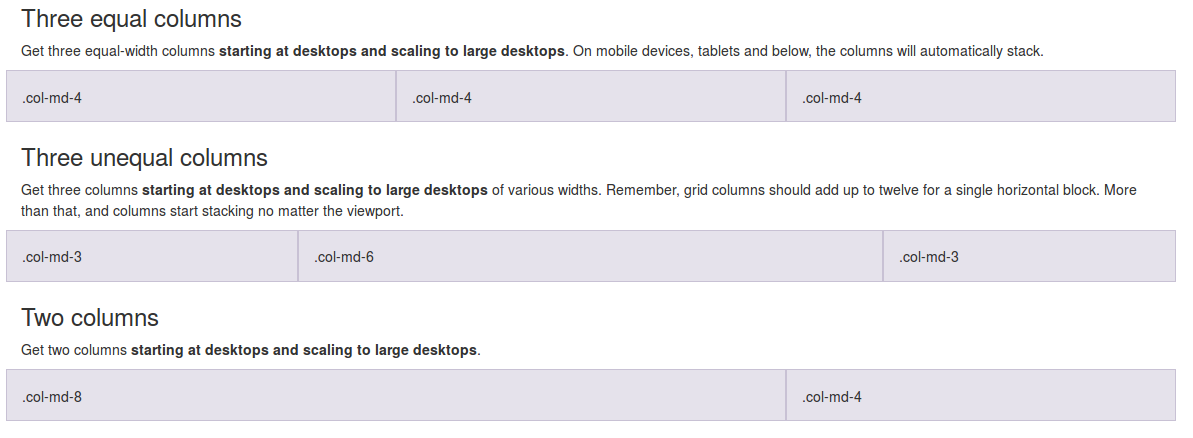 Three equal columns
Get three equal-width columns starting at desktops and scaling to large desktops. On mobile devices, tablets and below, the columns will automatically stack.
.col-md-4 .col-md-4 .col-md-4
Three unequal columns
Get three columns starting at desktops and scaling to large desktops of various widths. Remember, grid columns should add up to twelve for a single horizontal block. More
than that, and columns start stacking no matter the viewport.
.col-md-3 .col-md-6 .col-md-3
Two columns
Get two columns starting at desktops and scaling to large desktops.
.col-md-8 .col-md-4